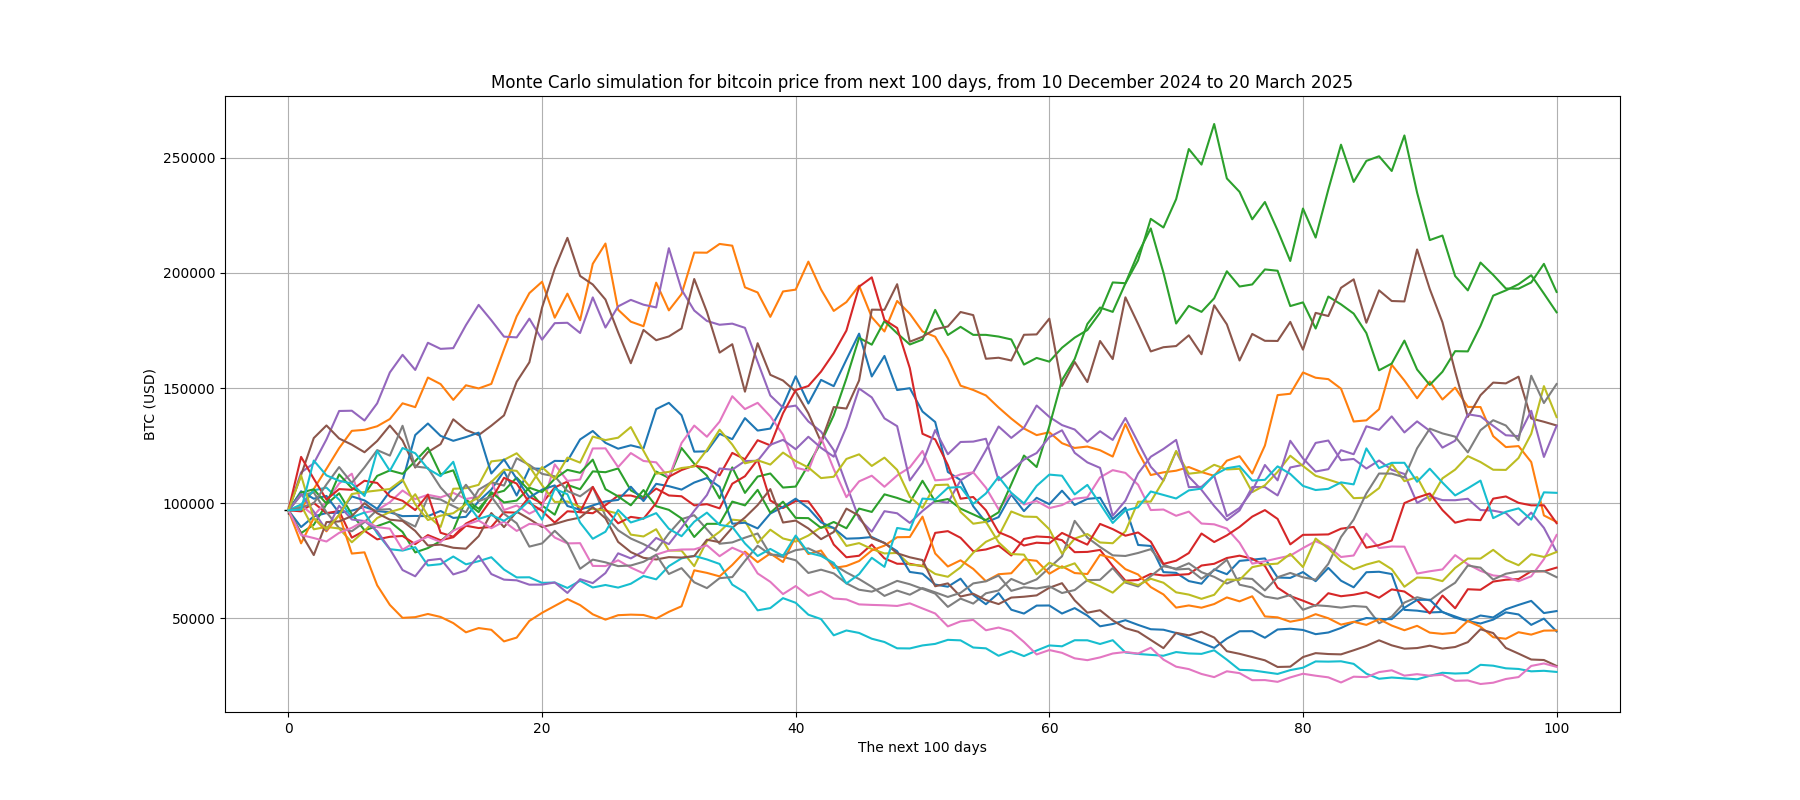 Monte Carlo simulation for bitcoin price from next 100 days, from 10 December 2024 to 20 March 2025
250000
200000
150000
100000
50000
BTC (USD)
0 20 40 60 80 100
The next 100 days